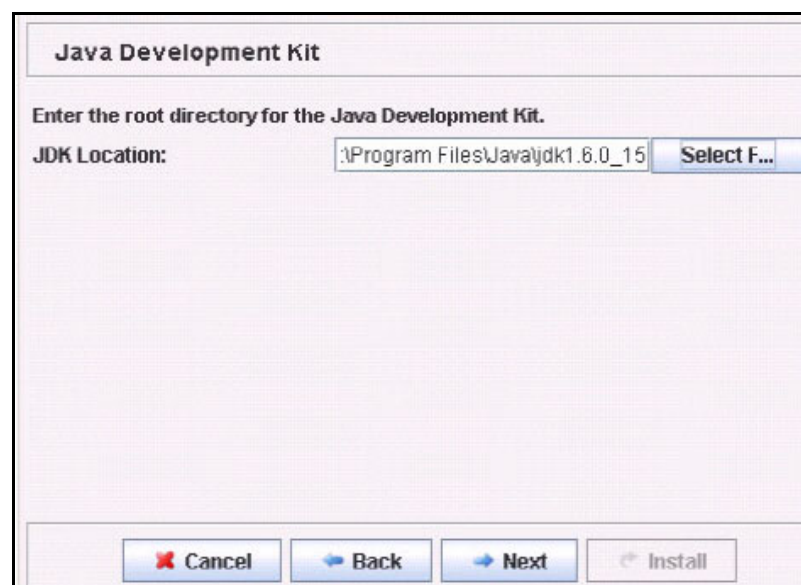 Java Development Kit
Enter the root directory for the Java Development Kit.
JDK Location: :\Program Files\Java\jdk1.6.0_15 Select F...
Cancel Back Next Install